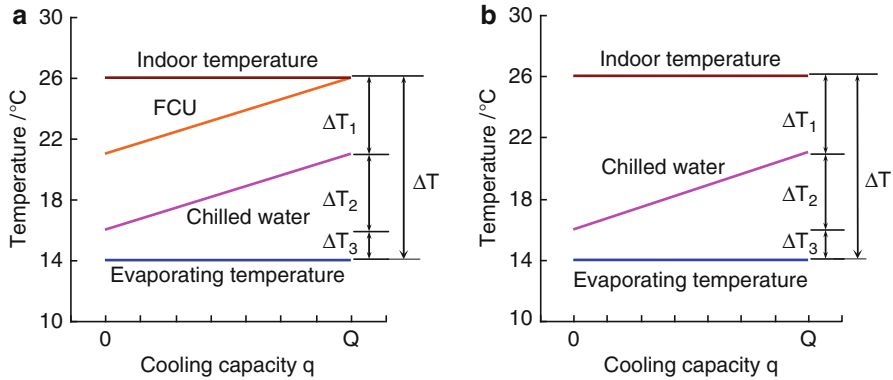 a
30
26
22
18
14
10
Temperature /°C
Indoor temperature
FCU
Chilled water
Evaporating temperature
ΔT₁
ΔT₂
ΔT₃
ΔT
0
Q
Cooling capacity q
b
30
26
22
18
14
10
Temperature /°C
Indoor temperature
Chilled water
Evaporating temperature
ΔT₁
ΔT₂
ΔT₃
ΔT
0
Q
Cooling capacity q